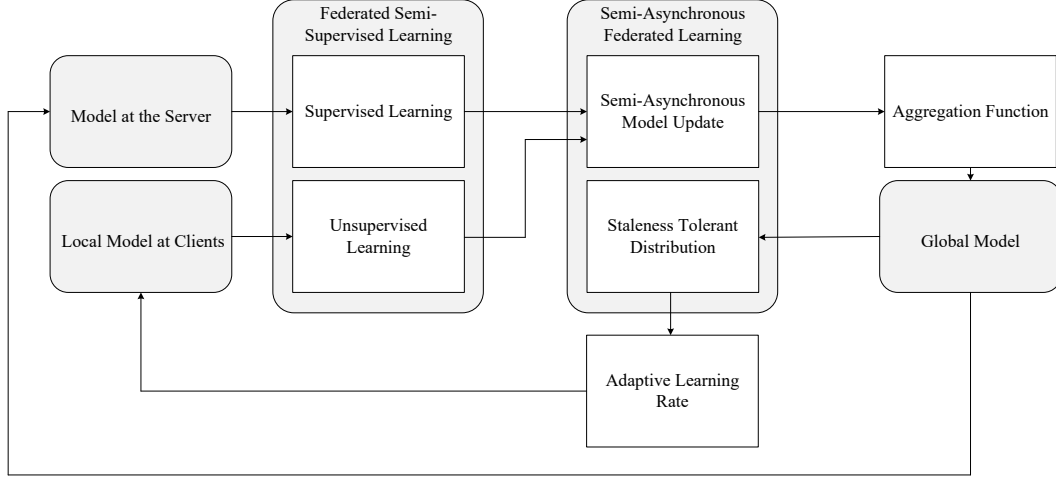 Federated Semi-
Supervised Learning
Semi-Asynchronous
Federated Learning
Model at the Server
Supervised Learning
Semi-Asynchronous
Model Update
Aggregation Function
Local Model at Clients
Unsupervised
Learning
Staleness Tolerant
Distribution
Global Model
Adaptive Learning
Rate